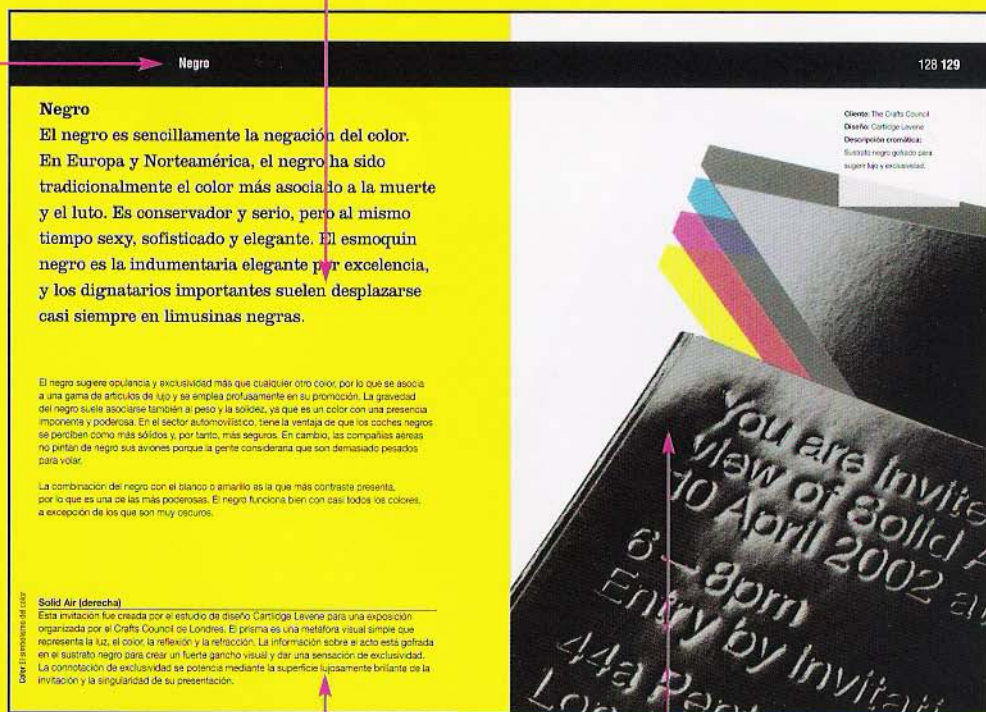 Negro
128 129
Negro
El negro es sencillamente la negación del color.
En Europa y Norteamérica, el negro ha sido
tradicionalmente el color más asociado a la muerte
y el luto. Es conservador y serio, pero al mismo
tiempo sexy, sofisticado y elegante. El esmoquin
negro es la indumentaria elegante por excelencia,
y los dignatarios importantes suelen desplazarse
casi siempre en limusinas negras.
El negro sugiere opulencia y exclusividad más que cualquier otro color, por lo que se asocia
a una gama de artículos de lujo y se emplea profusamente en su promoción. La gravedad
del negro suele asociarse también al peso y la solidez, ya que es un color con una presencia
imponente y poderosa. En el sector automovilístico, tiene la ventaja de que los coches negros
se perciben como más sólidos y, por tanto, más seguros. En cambio, las compañías aéreas
no pintan de negro sus aviones porque la gente consideraría que son demasiado pesados
para volar.
La combinación del negro con el blanco o amarillo es la que más contraste presenta,
por lo que es una de las más poderosas. El negro funciona bien con casi todos los colores,
a excepción de los que son muy oscuros.
Solid Air (derecha)
Esta invitación fue creada por el estudio de diseño Cartlidge Levene para una exposición
organizada por el Crafts Council de Londres. El prisma es una metáfora visual simple que
representa la luz, el color, la reflexión y la refracción. La información sobre el acto está gofrada
en el sustrato negro para crear un fuerte gancho visual y dar una sensación de exclusividad.
La connotación de exclusividad se potencia mediante la superficie lujosamente brillante de la
invitación y la singularidad de su presentación.
Color El simbolismo del color
Cliente: The Crafts Council
Diseño: Cartlidge Levene
Descripción cromática:
Sustrato negro gofrado para
sugerir lujo y exclusividad.
You are Invite
view of Solid A
10 April 2002 a
6 – 8pm
Entry by Invitati
44a Pent
Lon